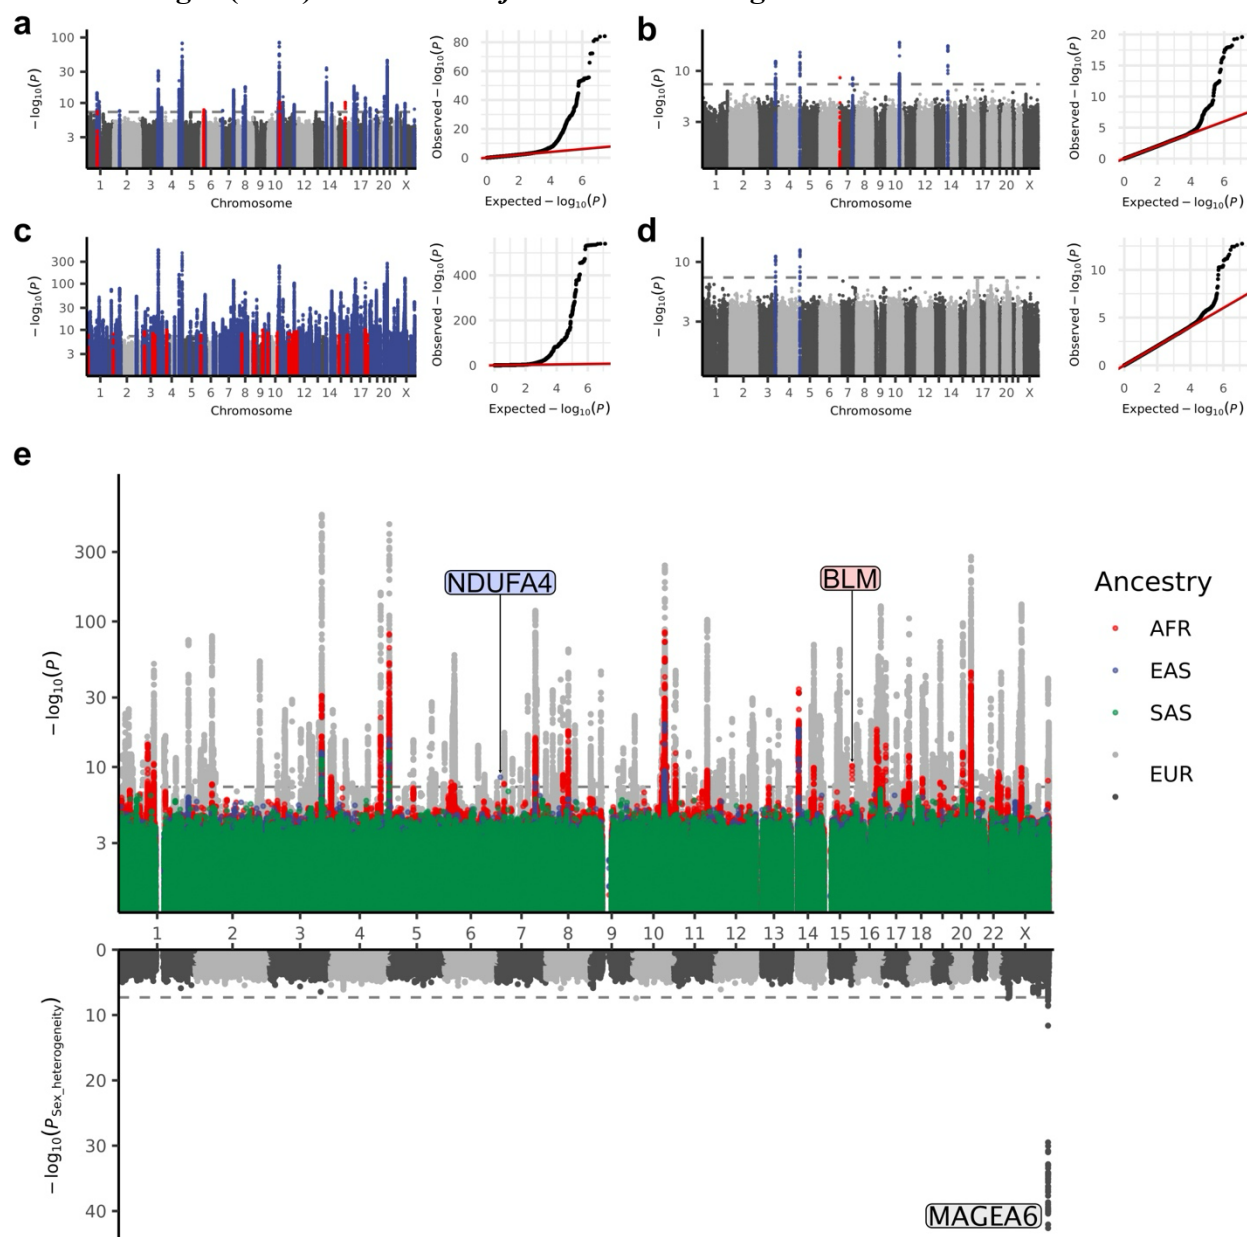 a
b
100
30
10
3
− log10(P)
1 2 3 4 5 6 8 9 10 12 14 17 20 X
Chromosome
80
60
40
20
0
Observed − log10(P)
0 2 4 6
Expected − log10(P)
10
3
− log10(P)
1 2 3 4 5 6 7 8 9 10 12 14 17 20 X
Chromosome
20
15
10
5
0
Observed − log10(P)
0 2 4 6
Expected − log10(P)
c
d
300
100
30
10
3
− log10(P)
1 2 3 4 5 6 8 9 10 12 14 17 20 X
Chromosome
400
200
0
Observed − log10(P)
0 2 4 6
Expected − log10(P)
10
3
− log10(P)
1 2 3 4 5 6 7 8 9 10 12 14 17 20 X
Chromosome
10
5
0
Observed − log10(P)
0 2 4 6
Expected − log10(P)
e
300
100
30
10
3
− log10(P)
NDUFA4
BLM
Ancestry
AFR
EAS
SAS
EUR
1 2 3 4 5 6 7 8 9 10 11 12 13 14 15 16 17 18 20 22 X
0
10
20
30
40
− log10(PSex_heterogeneity)
MAGEA6